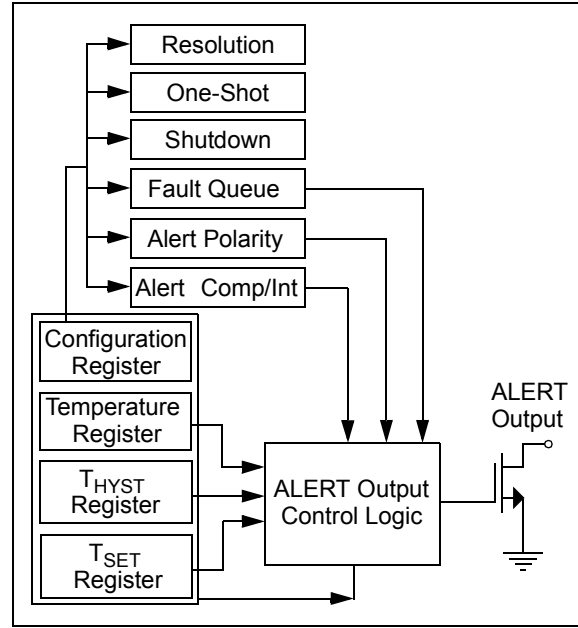 Resolution
One-Shot
Shutdown
Fault Queue
Alert Polarity
Alert Comp/Int
Configuration
Register
Temperature
Register
THYST
Register
TSET
Register
ALERT Output
Control Logic
ALERT
Output